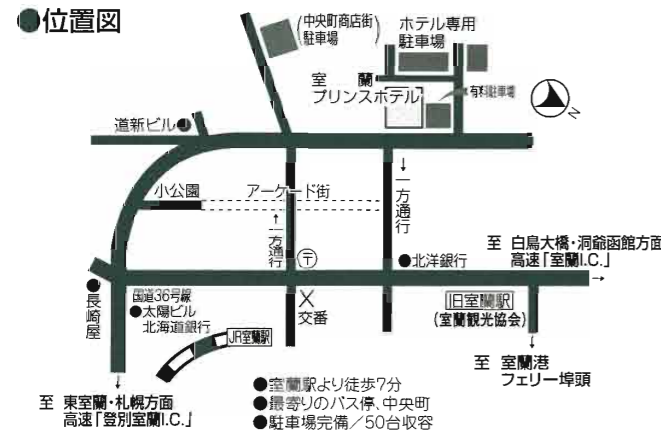 ●位置図
(中央町商店街)
駐車場
ホテル専用
駐車場
室蘭
プリンスホテル
有料駐車場
N
道新ビル●
小公園
アーケード街
↑一方通行
↓一方通行
〒
●北洋銀行
至 白鳥大橋・洞爺函館方面
高速「室蘭I.C.」
→
●長崎屋
国道36号線
●太陽ビル
北海道銀行
X
交番
旧室蘭駅
(室蘭観光協会)
JR室蘭駅
至 室蘭港
フェリー埠頭
至 東室蘭・札幌方面
高速「登別室蘭I.C.」
●室蘭駅より徒歩7分
●最寄りのバス停、中央町
●駐車場完備/50台収容